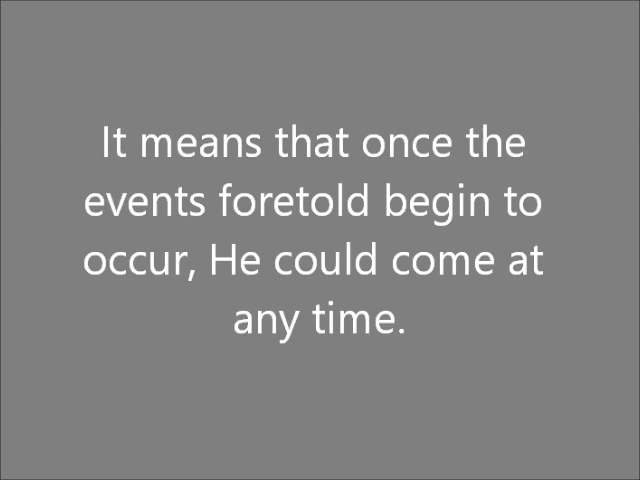 It means that once the
events foretold begin to
occur, He could come at
any time.